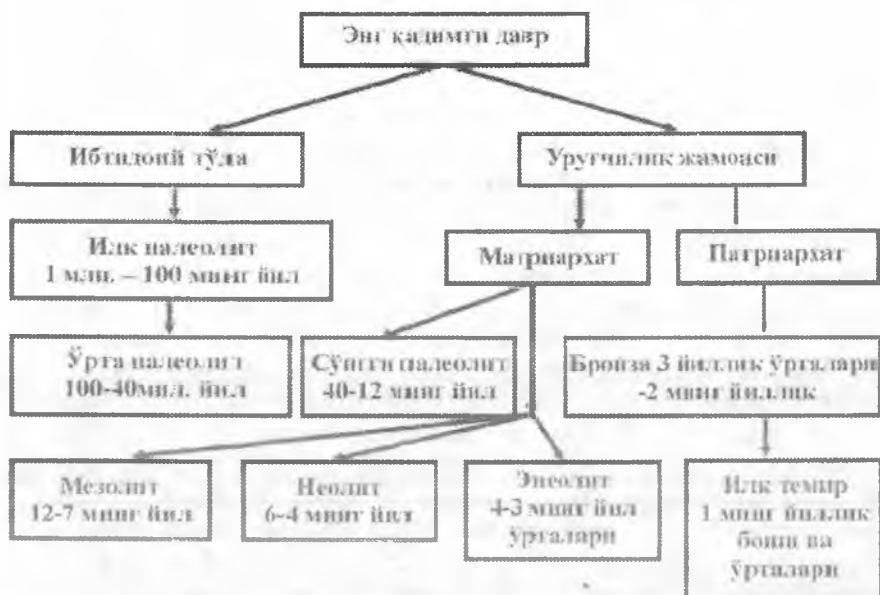 Энг қадимги давр
Ибтидоий тўда
Уруғчилик жамоаси
Илк палеолит
1 млн. – 100 минг йил
Матриархат
Патриархат
Ўрта палеолит
100-40мил. йил
Сўнгги палеолит
40-12 минг йил
Бронза 3 йиллик ўрталари
-2 минг йиллик
Мезолит
12-7 минг йил
Неолит
6-4 минг йил
Энеолит
4-3 минг йил
ўрталари
Илк темир
1 минг йиллик
боши ва
ўрталари